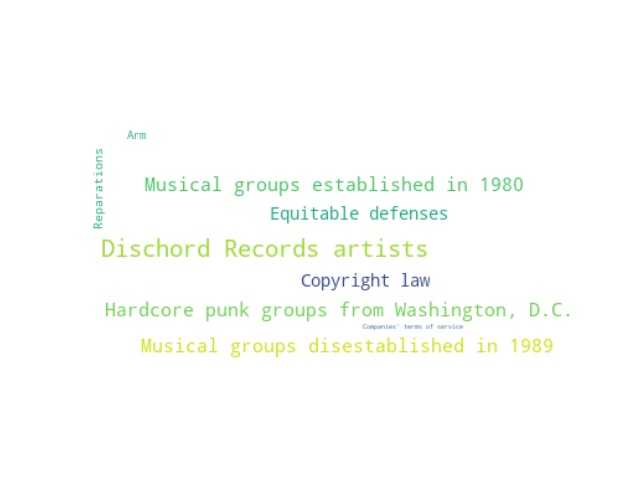 Arm
Reparations
Musical groups established in 1980
Equitable defenses
Dischord Records artists
Copyright law
Hardcore punk groups from Washington, D.C.
Companies' terms of service
Musical groups disestablished in 1989